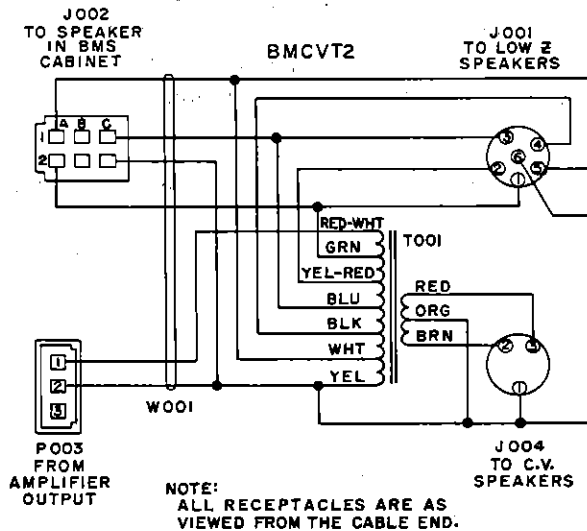 J002
TO SPEAKER
IN BMS
CABINET
BMCVT2
J001
TO LOW Z
SPEAKERS
A B C
1
2
3
4
2
6
5
1
RED-WHT
T001
GRN
YEL-RED
BLU
BLK
WHT
YEL
RED
ORG
BRN
2
3
1
1
2
3
W001
P003
FROM
AMPLIFIER
OUTPUT
J004
TO C.V.
SPEAKERS
NOTE:
ALL RECEPTACLES ARE AS
VIEWED FROM THE CABLE END.